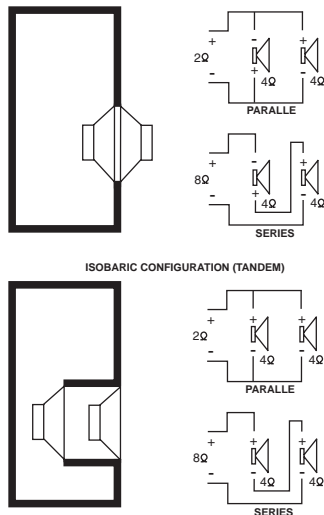 + - +
2Ω
- + -
4Ω 4Ω
PARALLE
+ - +
8Ω
- + -
4Ω 4Ω
SERIES
ISOBARIC CONFIGURATION (TANDEM)
+ + +
2Ω
- - -
4Ω 4Ω
PARALLE
+ + +
8Ω
- - -
4Ω 4Ω
SERIES